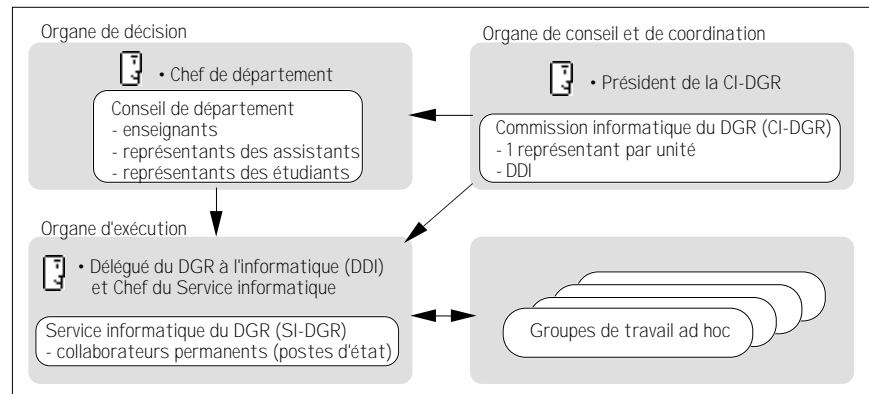 Organe de décision
• Chef de département
Conseil de département
- enseignants
- représentants des assistants
- représentants des étudiants
Organe de conseil et de coordination
• Président de la CI-DGR
Commission informatique du DGR (CI-DGR)
- 1 représentant par unité
- DDI
Organe d'exécution
• Délégué du DGR à l'informatique (DDI)
et Chef du Service informatique
Service informatique du DGR (SI-DGR)
- collaborateurs permanents (postes d'état)
Groupes de travail ad hoc